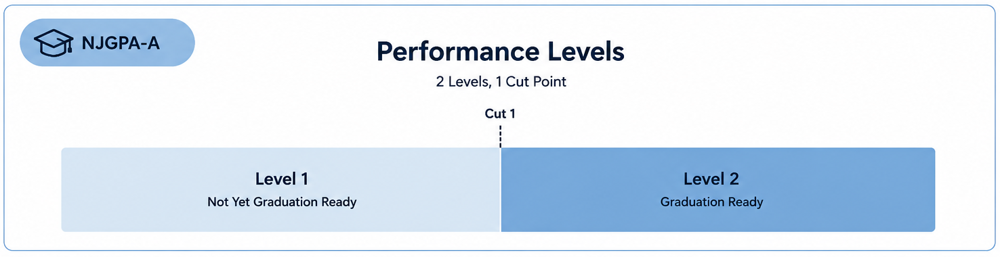 NJGPA-A
Performance Levels
2 Levels, 1 Cut Point
Cut 1
Level 1
Not Yet Graduation Ready
Level 2
Graduation Ready